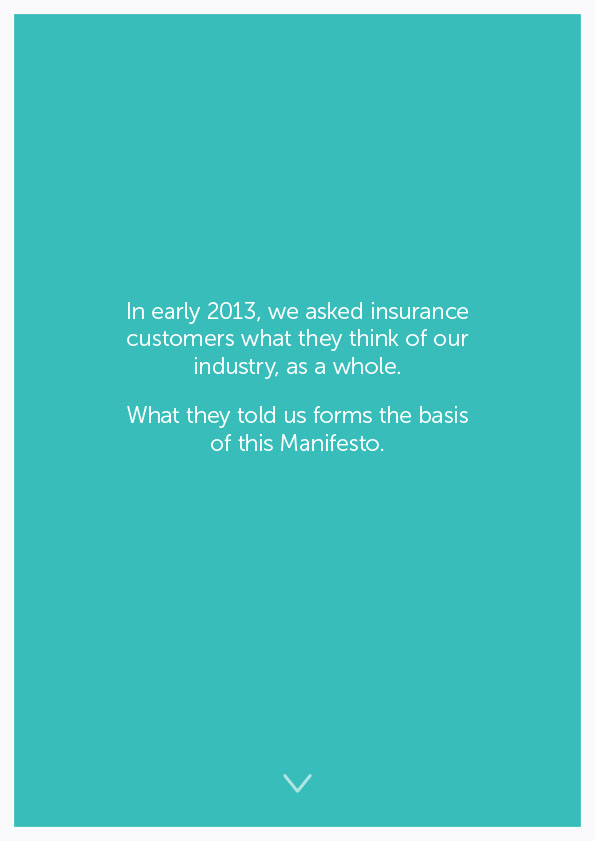 In early 2013, we asked insurance
customers what they think of our
industry, as a whole.
What they told us forms the basis
of this Manifesto.